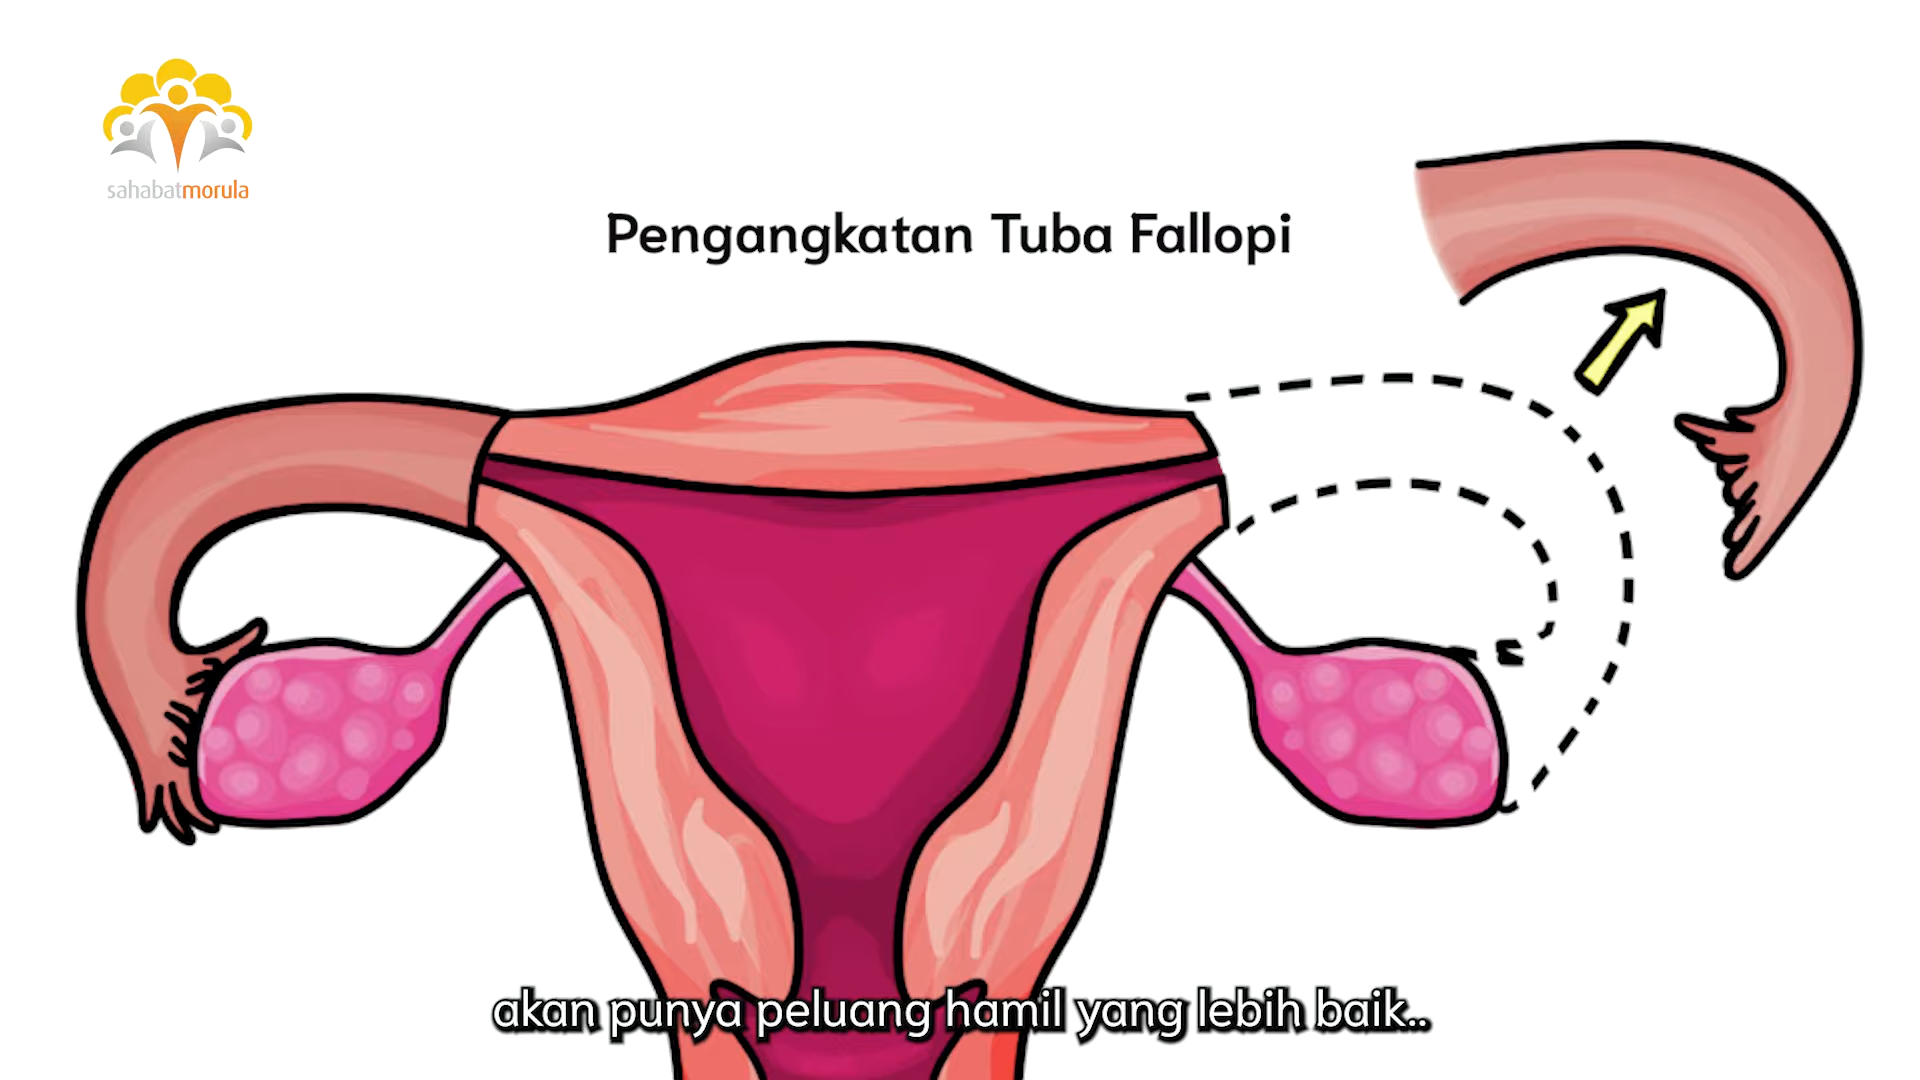 sahabatmorula
Pengangkatan Tuba Fallopi
akan punya peluang hamil yang lebih baik..